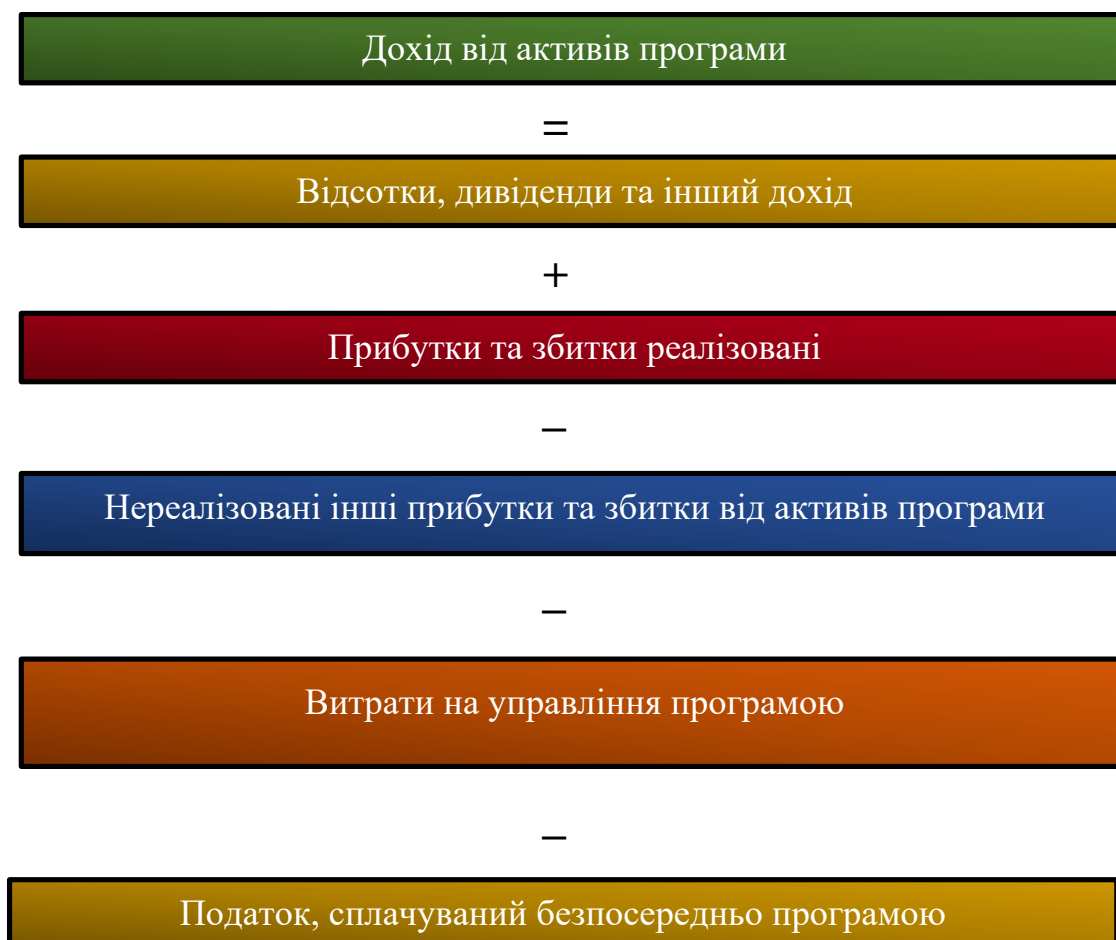 Дохід від активів програми
=
Відсотки, дивіденди та інший дохід
+
Прибутки та збитки реалізовані
–
Нереалізовані інші прибутки та збитки від активів програми
–
Витрати на управління програмою
–
Податок, сплачуваний безпосередньо програмою